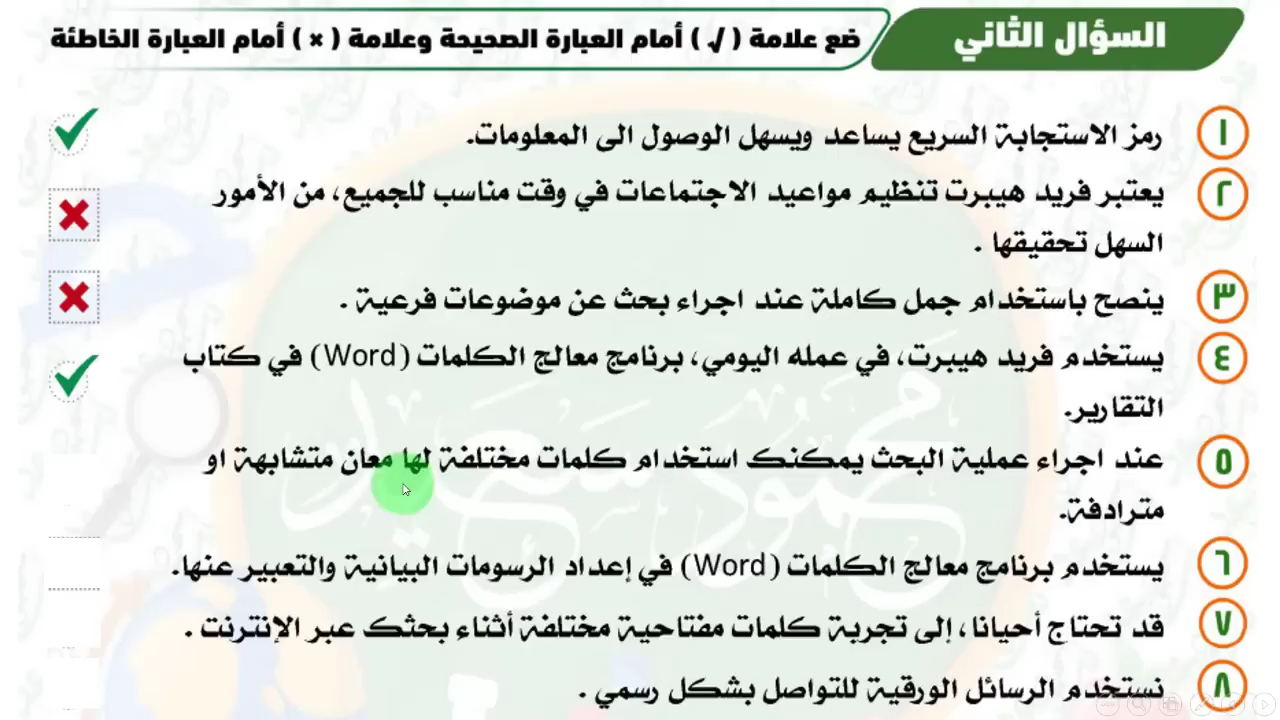 السؤال الثاني
ضع علامة ( √ ) أمام العبارة الصحيحة وعلامة ( × ) أمام العبارة الخاطئة
١ رمز الاستجابة السريع يساعد ويسهل الوصول الى المعلومات.
٢ يعتبر فريد هيبرت تنظيم مواعيد الاجتماعات في وقت مناسب للجميع، من الأمور
السهل تحقيقها .
٣ ينصح باستخدام جمل كاملة عند اجراء بحث عن موضوعات فرعية .
٤ يستخدم فريد هيبرت، في عمله اليومي، برنامج معالج الكلمات (Word) في كتاب
التقارير.
٥ عند اجراء عملية البحث يمكنك استخدام كلمات مختلفة لها معان متشابهة او
مترادفة.
٦ يستخدم برنامج معالج الكلمات (Word) في إعداد الرسومات البيانية والتعبير عنها.
٧ قد تحتاج أحيانا، إلى تجربة كلمات مفتاحية مختلفة أثناء بحثك عبر الإنترنت .
٨ نستخدم الرسائل الورقية للتواصل بشكل رسمي .
محمود سعيد